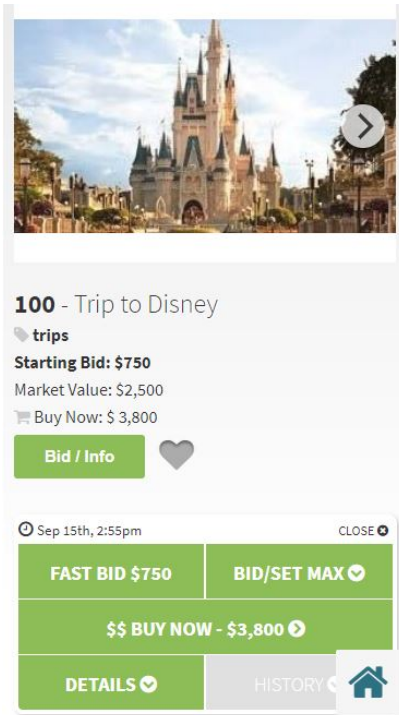 100 - Trip to Disney
trips
Starting Bid: $750
Market Value: $2,500
Buy Now: $ 3,800
Bid / Info
Sep 15th, 2:55pm CLOSE
FAST BID $750 BID/SET MAX
$$ BUY NOW - $3,800
DETAILS HISTORY